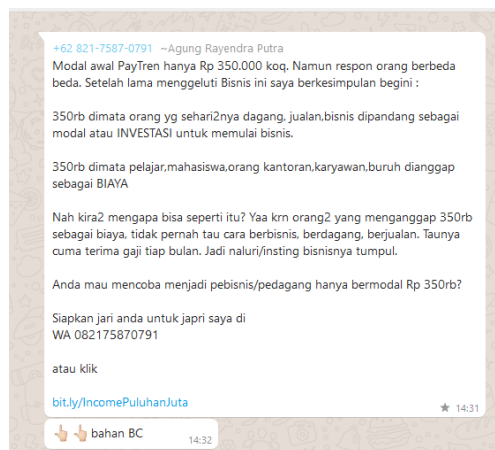 +62 821-7587-0791 ~Agung Rayendra Putra
Modal awal PayTren hanya Rp 350.000 koq. Namun respon orang berbeda
beda. Setelah lama menggeluti Bisnis ini saya berkesimpulan begini :
350rb dimata orang yg sehari2nya dagang, jualan,bisnis dipandang sebagai
modal atau INVESTASI untuk memulai bisnis.
350rb dimata pelajar,mahasiswa,orang kantoran,karyawan,buruh dianggap
sebagai BIAYA
Nah kira2 mengapa bisa seperti itu? Yaa krn orang2 yang menganggap 350rb
sebagai biaya, tidak pernah tau cara berbisnis, berdagang, berjualan. Taunya
cuma terima gaji tiap bulan. Jadi naluri/insting bisnisnya tumpul.
Anda mau mencoba menjadi pebisnis/pedagang hanya bermodal Rp 350rb?
Siapkan jari anda untuk japri saya di
WA 082175870791
atau klik
bit.ly/IncomePuluhanJuta
★ 14:31
👆🏻👆🏻 bahan BC
14:32